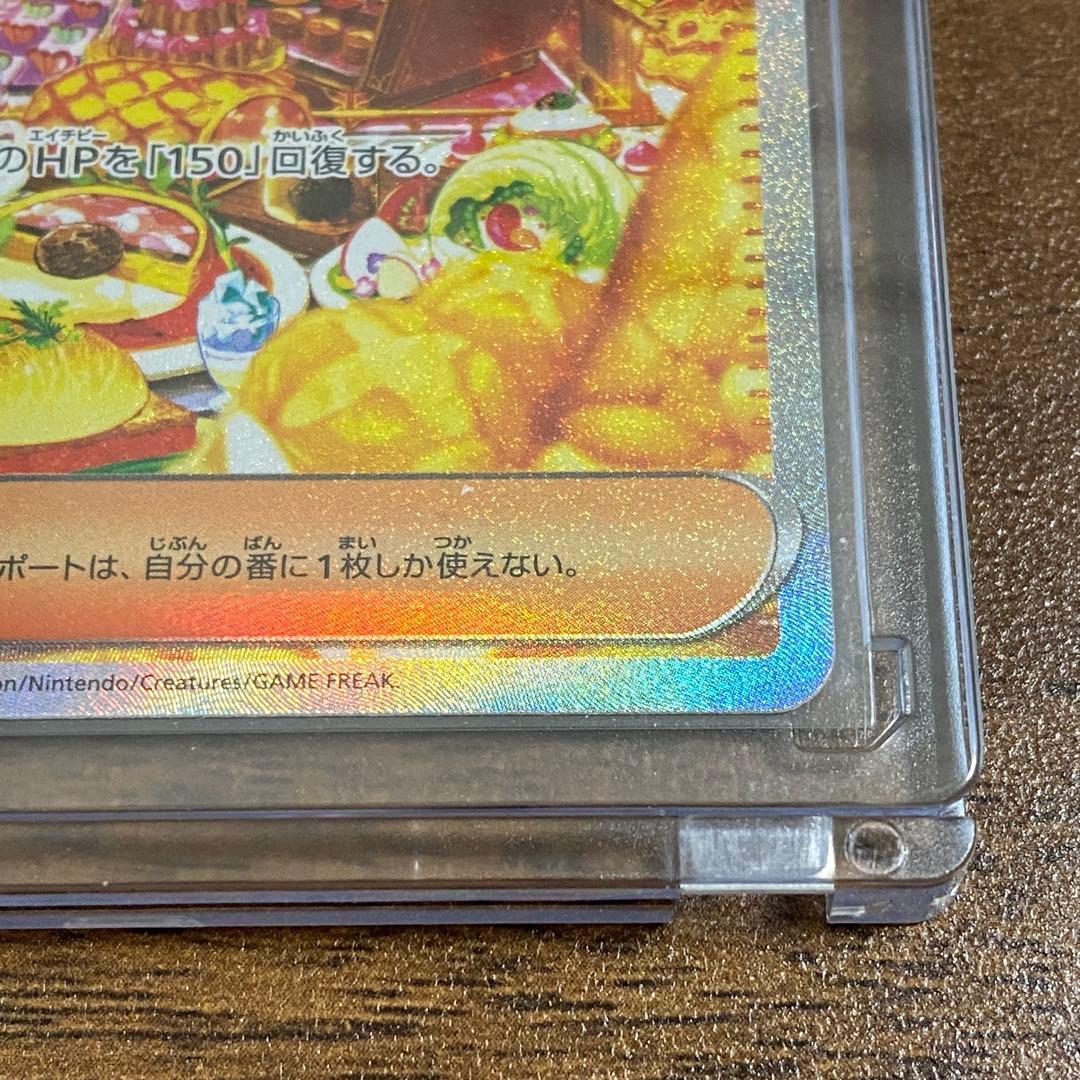 エイチピー かいふく
のHPを「150」回復する。
じぶん ばん まい つか
ポートは、自分の番に1枚しか使えない。
on/Nintendo/Creatures/GAME FREAK.